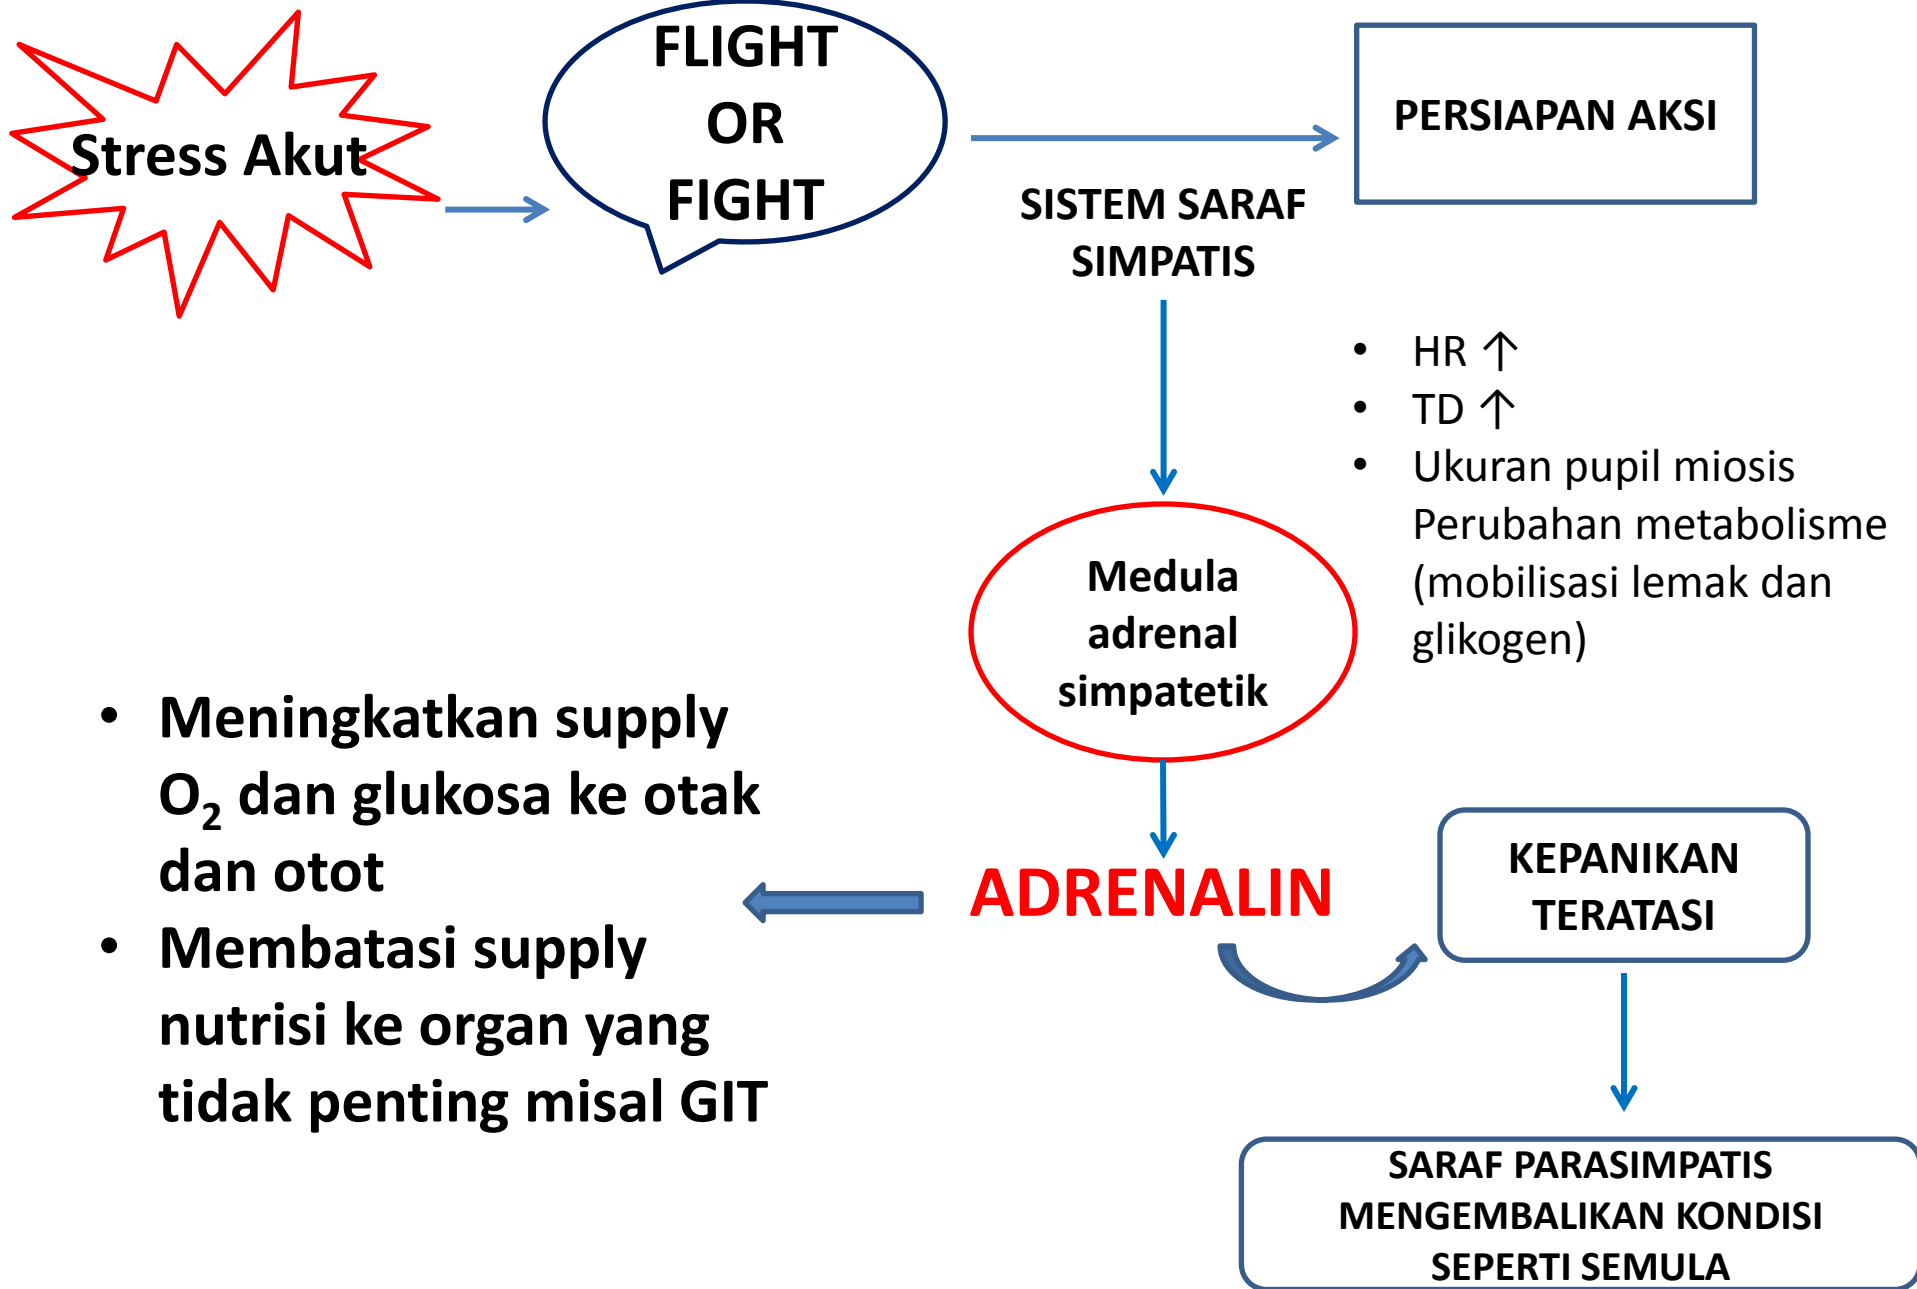 Stress Akut
FLIGHT
OR
FIGHT
SISTEM SARAF
SIMPATIS
PERSIAPAN AKSI
• HR ↑
• TD ↑
• Ukuran pupil miosis
Perubahan metabolisme
(mobilisasi lemak dan
glikogen)
Medula
adrenal
simpatetik
ADRENALIN
• Meningkatkan supply
O₂ dan glukosa ke otak
dan otot
• Membatasi supply
nutrisi ke organ yang
tidak penting misal GIT
KEPANIKAN
TERATASI
SARAF PARASIMPATIS
MENGEMBALIKAN KONDISI
SEPERTI SEMULA